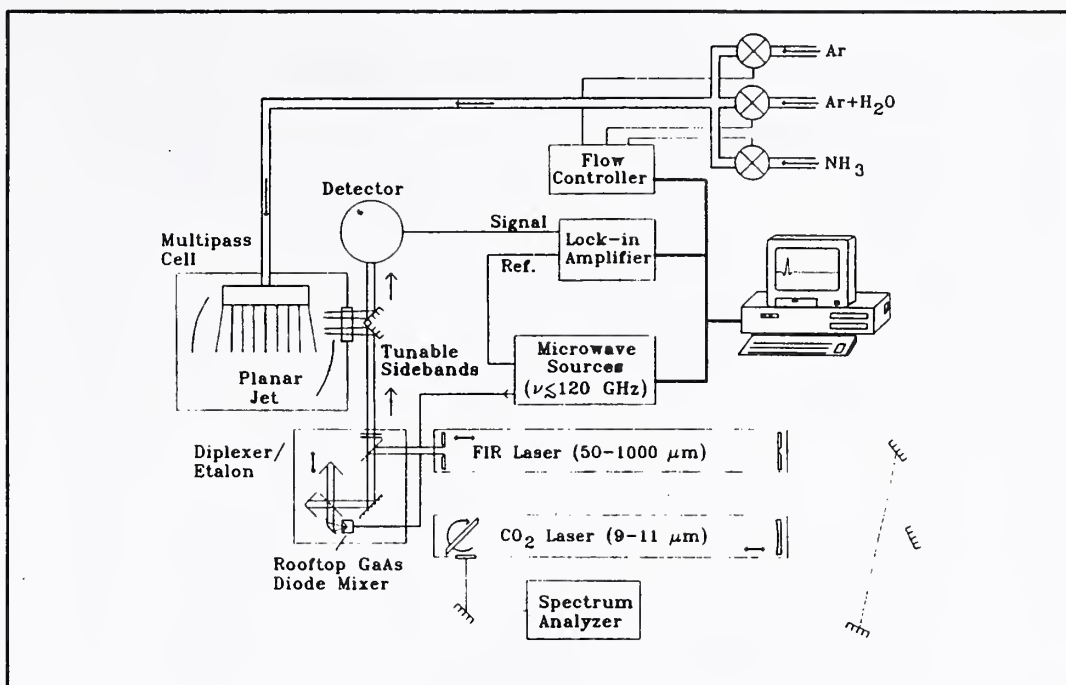 Ar
Ar+H₂O
NH₃
Flow
Controller
Detector
Signal
Lock-in
Amplifier
Ref.
Multipass
Cell
Planar
Jet
Tunable
Sidebands
Microwave
Sources
(ν≲120 GHz)
Diplexer/
Etalon
FIR Laser (50-1000 μm)
CO₂ Laser (9-11 μm)
Rooftop GaAs
Diode Mixer
Spectrum
Analyzer